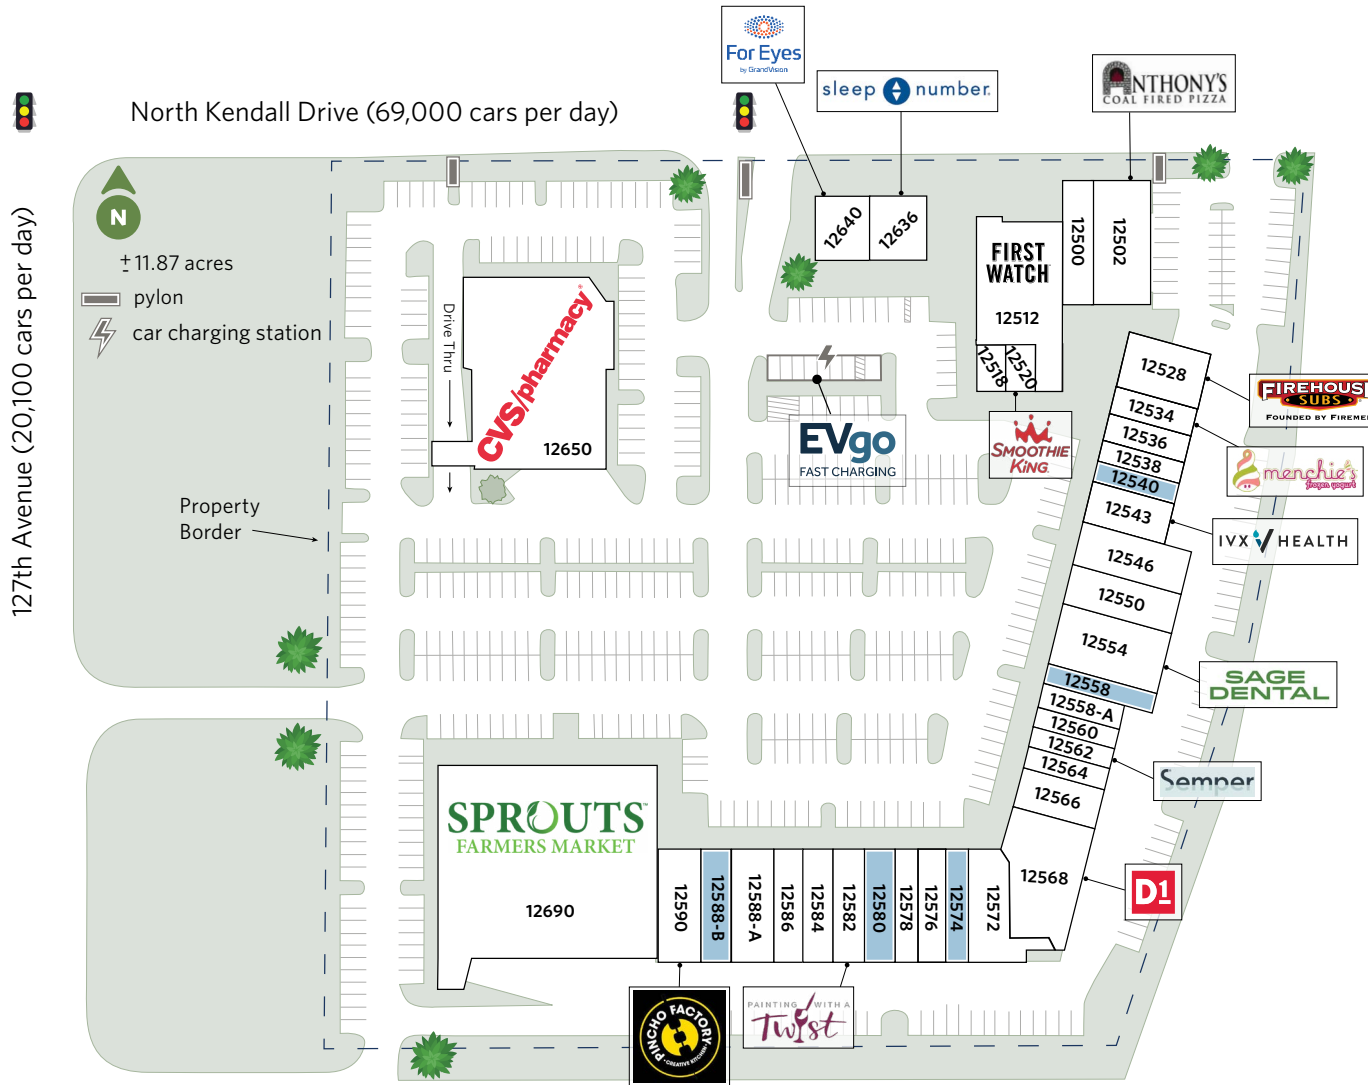 For Eyes
by GrandVision
sleep number.
ANTHONY'S
COAL FIRED PIZZA
North Kendall Drive (69,000 cars per day)
127th Avenue (20,100 cars per day)
N
± 11.87 acres
pylon
car charging station
Property
Border
Drive Thru
CVS/pharmacy
12650
12640
12636
FIRST
WATCH
12512
12500
12502
12518
12520
EVgo
FAST CHARGING
SMOOTHIE
KING
12528
FIREHOUSE
SUBS
FOUNDED BY FIREMEN
12534
12536
12538
12540
menchie's
frozen yogurt
12543
IVX HEALTH
12546
12550
12554
SAGE
DENTAL
12558
12558-A
12560
12562
12564
Semper
12566
12568
D1
SPROUTS
FARMERS MARKET
12690
12590
12588-B
12588-A
12586
12584
12582
12580
12578
12576
12574
12572
PINCHO FACTORY
• CREATIVE KITCHEN •
PAINTING WITH A
Twist